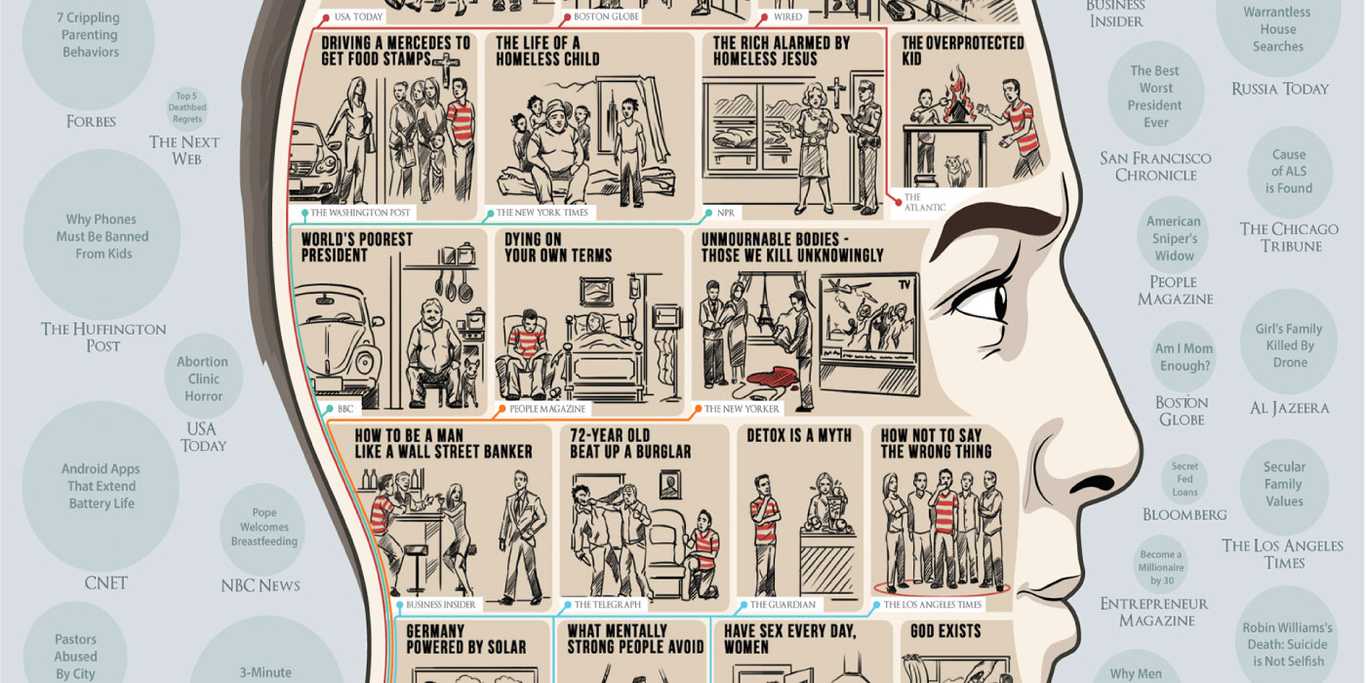 7 Crippling
Parenting
Behaviors
FORBES
Top 5
Deathbed
Regrets
THE NEXT
WEB
Why Phones
Must Be Banned
From Kids
THE HUFFINGTON
POST
Abortion
Clinic
Horror
USA
TODAY
Android Apps
That Extend
Battery Life
CNET
Pope
Welcomes
Breastfeeding
NBC NEWS
Pastors
Abused
By City
3-Minute
USA TODAY
BOSTON GLOBE
WIRED
DRIVING A MERCEDES TO
GET FOOD STAMPS
THE WASHINGTON POST
THE LIFE OF A
HOMELESS CHILD
THE NEW YORK TIMES
THE RICH ALARMED BY
HOMELESS JESUS
NPR
THE OVERPROTECTED
KID
THE
ATLANTIC
WORLD'S POOREST
PRESIDENT
BBC
DYING ON
YOUR OWN TERMS
PEOPLE MAGAZINE
UNMOURNABLE BODIES -
THOSE WE KILL UNKNOWINGLY
TV
THE NEW YORKER
HOW TO BE A MAN
LIKE A WALL STREET BANKER
BUSINESS INSIDER
72-YEAR OLD
BEAT UP A BURGLAR
THE TELEGRAPH
DETOX IS A MYTH
THE GUARDIAN
HOW NOT TO SAY
THE WRONG THING
THE LOS ANGELES TIMES
GERMANY
POWERED BY SOLAR
WHAT MENTALLY
STRONG PEOPLE AVOID
HAVE SEX EVERY DAY,
WOMEN
GOD EXISTS
BUSINESS
INSIDER
Warrantless
House
Searches
RUSSIA TODAY
The Best
Worst
President
Ever
SAN FRANCISCO
CHRONICLE
Cause
of ALS
is Found
THE CHICAGO
TRIBUNE
American
Sniper's
Widow
PEOPLE
MAGAZINE
Girl's Family
Killed By
Drone
AL JAZEERA
Am I Mom
Enough?
BOSTON
GLOBE
Secret
Fed
Loans
BLOOMBERG
Secular
Family
Values
THE LOS ANGELES
TIMES
Become a
Millionaire
by 30
ENTREPRENEUR
MAGAZINE
Robin Williams's
Death: Suicide
is Not Selfish
Why Men